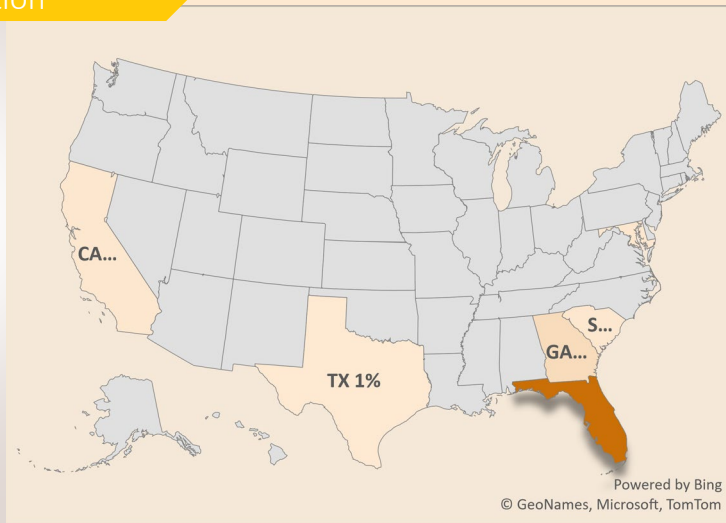 CA...
S...
GA...
TX 1%
Powered by Bing
© GeoNames, Microsoft, TomTom